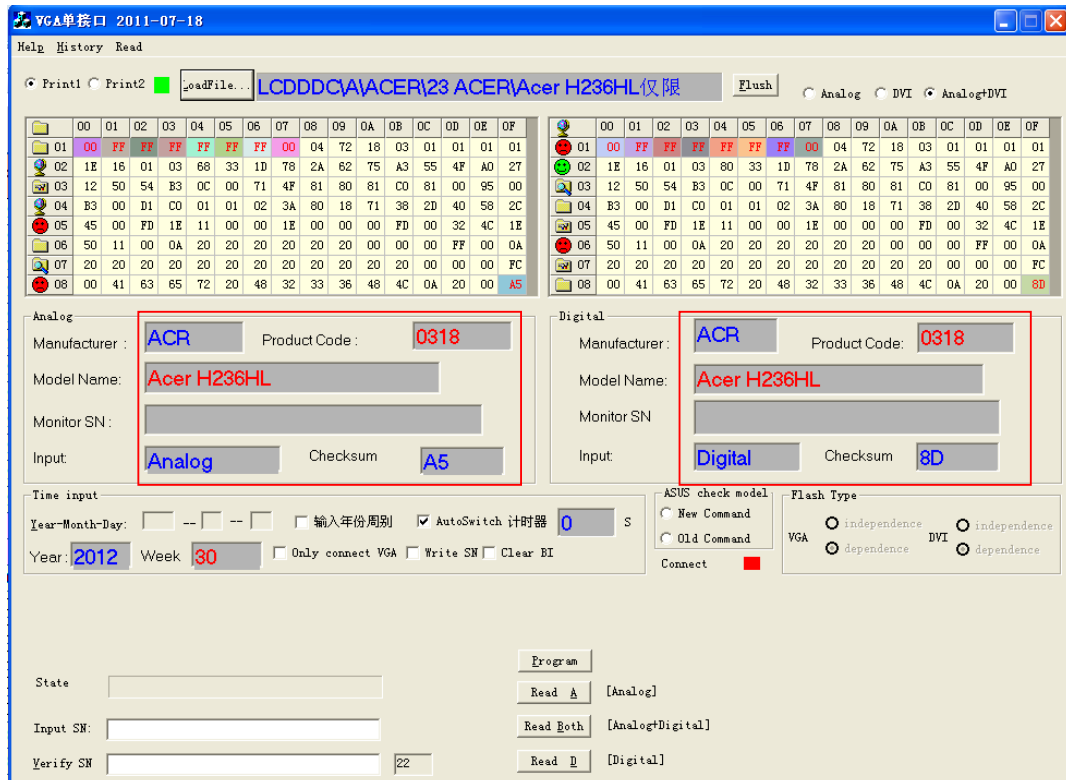 VGA单接口 2011-07-18
Help History Read
Print1 Print2 LoadFile... LCDDDC\A\ACER\23 ACER\Acer H236HL仅限 Flush Analog DVI Analog+DVI
00 01 02 03 04 05 06 07 08 09 0A 0B 0C 0D 0E 0F
01 00 FF FF FF FF FF FF 00 04 72 18 03 01 01 01 01
02 1E 16 01 03 68 33 1D 78 2A 62 75 A3 55 4F A0 27
03 12 50 54 B3 0C 00 71 4F 81 80 81 C0 81 00 95 00
04 B3 00 D1 C0 01 01 02 3A 80 18 71 38 2D 40 58 2C
05 45 00 FD 1E 11 00 00 1E 00 00 00 FD 00 32 4C 1E
06 50 11 00 0A 20 20 20 20 20 20 00 00 00 FF 00 0A
07 20 20 20 20 20 20 20 20 20 20 20 20 00 00 00 FC
08 00 41 63 65 72 20 48 32 33 36 48 4C 0A 20 00 A5
00 01 02 03 04 05 06 07 08 09 0A 0B 0C 0D 0E 0F
01 00 FF FF FF FF FF FF 00 04 72 18 03 01 01 01 01
02 1E 16 01 03 80 33 1D 78 2A 62 75 A3 55 4F A0 27
03 12 50 54 B3 0C 00 71 4F 81 80 81 C0 81 00 95 00
04 B3 00 D1 C0 01 01 02 3A 80 18 71 38 2D 40 58 2C
05 45 00 FD 1E 11 00 00 1E 00 00 00 FD 00 32 4C 1E
06 50 11 00 0A 20 20 20 20 20 20 00 00 00 FF 00 0A
07 20 20 20 20 20 20 20 20 20 20 20 20 00 00 00 FC
08 00 41 63 65 72 20 48 32 33 36 48 4C 0A 20 00 8D
Analog
Manufacturer : ACR Product Code : 0318
Model Name: Acer H236HL
Monitor SN :
Input: Analog Checksum A5
Digital
Manufacturer : ACR Product Code: 0318
Model Name: Acer H236HL
Monitor SN
Input: Digital Checksum 8D
Time input
Year-Month-Day: -- -- 输入年份周别 AutoSwitch 计时器 0 S
Year : 2012 Week 30 Only connect VGA Write SN Clear BI
ASUS check model
New Command
Old Command
Connect
Flash Type
VGA independence dependence
DVI independence dependence
Program
State
Read A [Analog]
Input SN: Read Both [Analog+Digital]
Verify SN 22 Read D [Digital]